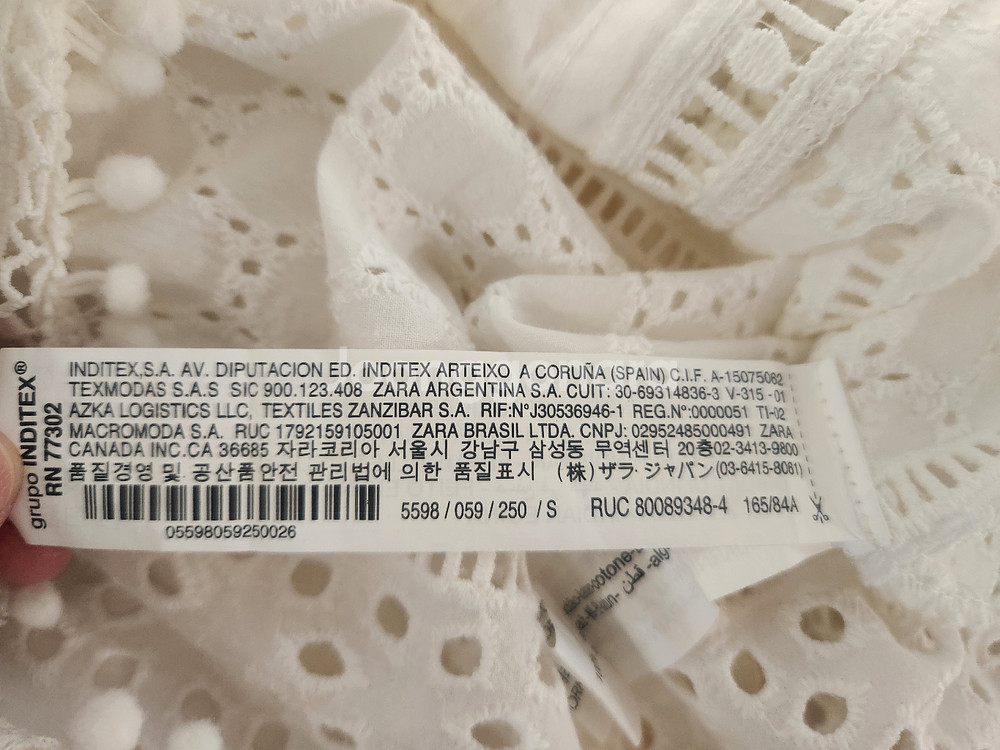 grupo INDITEX®
RN 77302
INDITEX,S.A. AV. DIPUTACION ED. INDITEX ARTEIXO A CORUÑA (SPAIN) C.I.F. A-15075062
TEXMODAS S.A.S SIC 900.123.408 ZARA ARGENTINA S.A. CUIT: 30-69314836-3 V-315 -01
AZKA LOGISTICS LLC, TEXTILES ZANZIBAR S.A. RIF:N°J30536946-1 REG.N°:0000051 TI-02
MACROMODA S.A. RUC 1792159105001 ZARA BRASIL LTDA. CNPJ: 02952485000491 ZARA
CANADA INC.CA 36685 자라코리아 서울시 강남구 삼성동 무역센터 20층02-3413-9800
품질경영 및 공산품안전 관리법에 의한 품질표시 (株)ザラ・ジャパン(03-6415-8061)
5598 / 059 / 250 / S RUC 80089348-4 165/84A
05598059250026
قطن